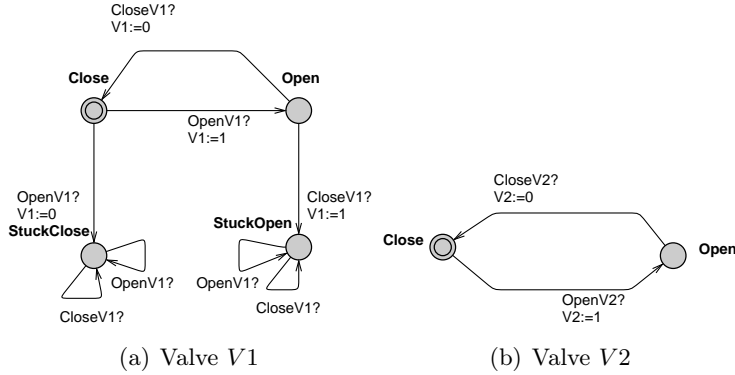 CloseV1?
V1:=0
Close
Open
OpenV1?
V1:=1
OpenV1?
V1:=0
StuckClose
CloseV1?
V1:=1
StuckOpen
OpenV1?
CloseV1?
OpenV1?
CloseV1?
(a) Valve V1
CloseV2?
V2:=0
Close
Open
OpenV2?
V2:=1
(b) Valve V2